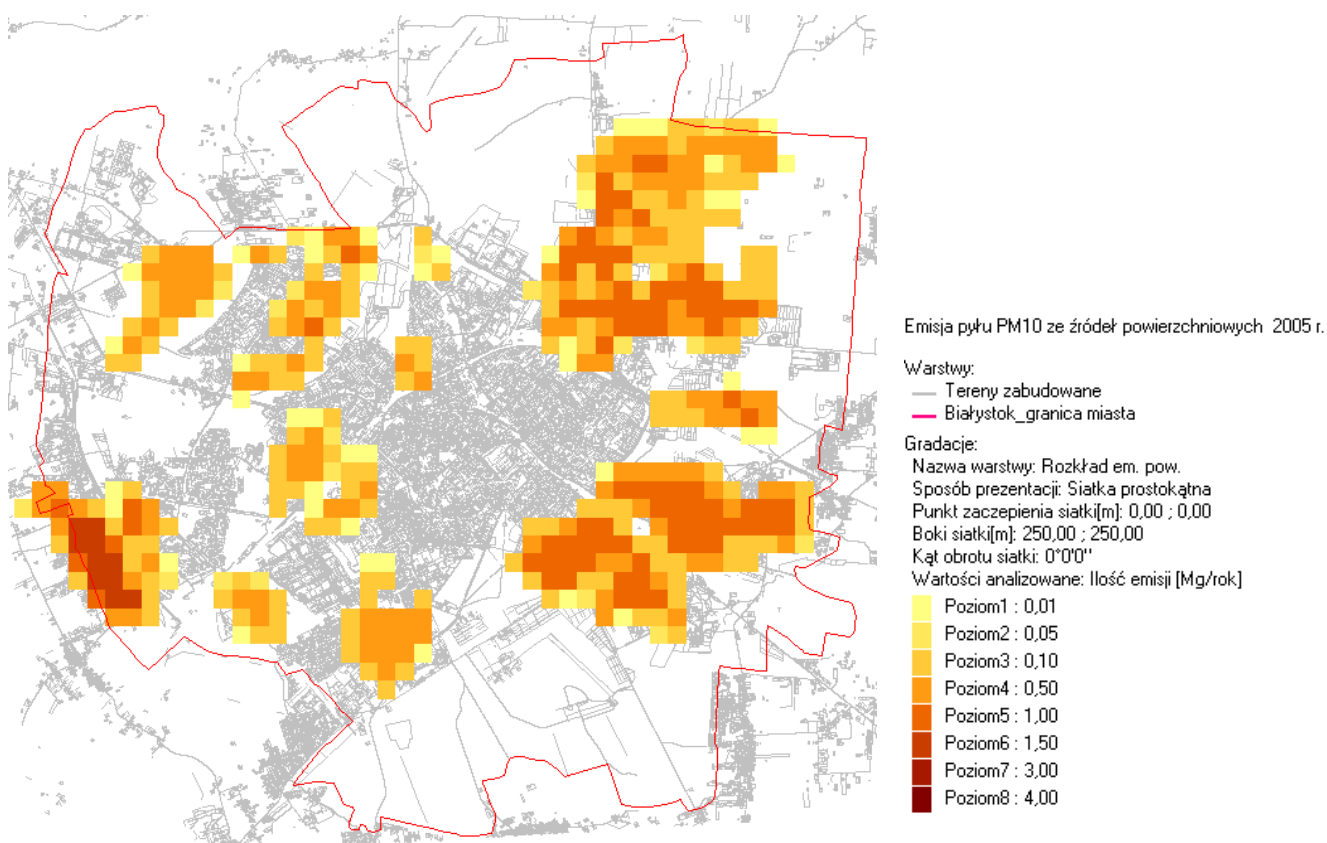 Emisja pyłu PM10 ze źródeł powierzchniowych 2005 r.
Warstwy:
Tereny zabudowane
Białystok_granica miasta
Gradacje:
Nazwa warstwy: Rozkład em. pow.
Sposób prezentacji: Siatka prostokątna
Punkt zaczepienia siatki[m]: 0,00 ; 0,00
Boki siatki[m]: 250,00 ; 250,00
Kąt obrotu siatki: 0°0'0"
Wartości analizowane: Ilość emisji [Mg/rok]
Poziom1 : 0,01
Poziom2 : 0,05
Poziom3 : 0,10
Poziom4 : 0,50
Poziom5 : 1,00
Poziom6 : 1,50
Poziom7 : 3,00
Poziom8 : 4,00